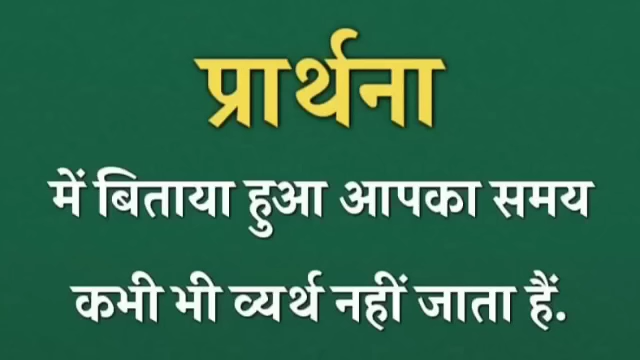 प्रार्थना
में बिताया हुआ आपका समय
कभी भी व्यर्थ नहीं जाता हैं.